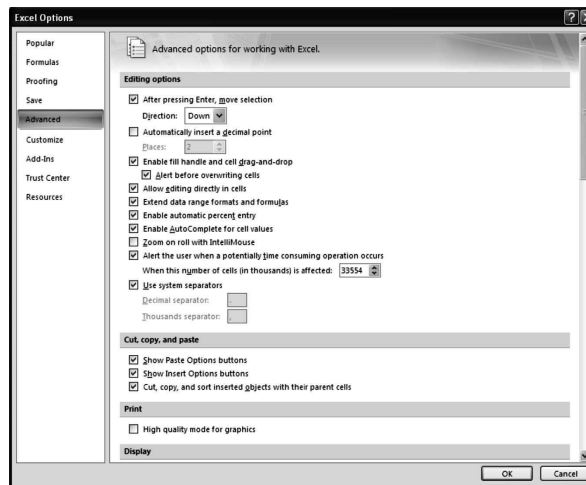 Excel Options
Popular
Formulas
Proofing
Save
Advanced
Customize
Add-Ins
Trust Center
Resources
Advanced options for working with Excel.
Editing options
After pressing Enter, move selection
Direction: Down
Automatically insert a decimal point
Places: 2
Enable fill handle and cell drag-and-drop
Alert before overwriting cells
Allow editing directly in cells
Extend data range formats and formulas
Enable automatic percent entry
Enable AutoComplete for cell values
Zoom on roll with IntelliMouse
Alert the user when a potentially time consuming operation occurs
When this number of cells (in thousands) is affected: 33554
Use system separators
Decimal separator: .
Thousands separator: ,
Cut, copy, and paste
Show Paste Options buttons
Show Insert Options buttons
Cut, copy, and sort inserted objects with their parent cells
Print
High quality mode for graphics
Display
OK Cancel